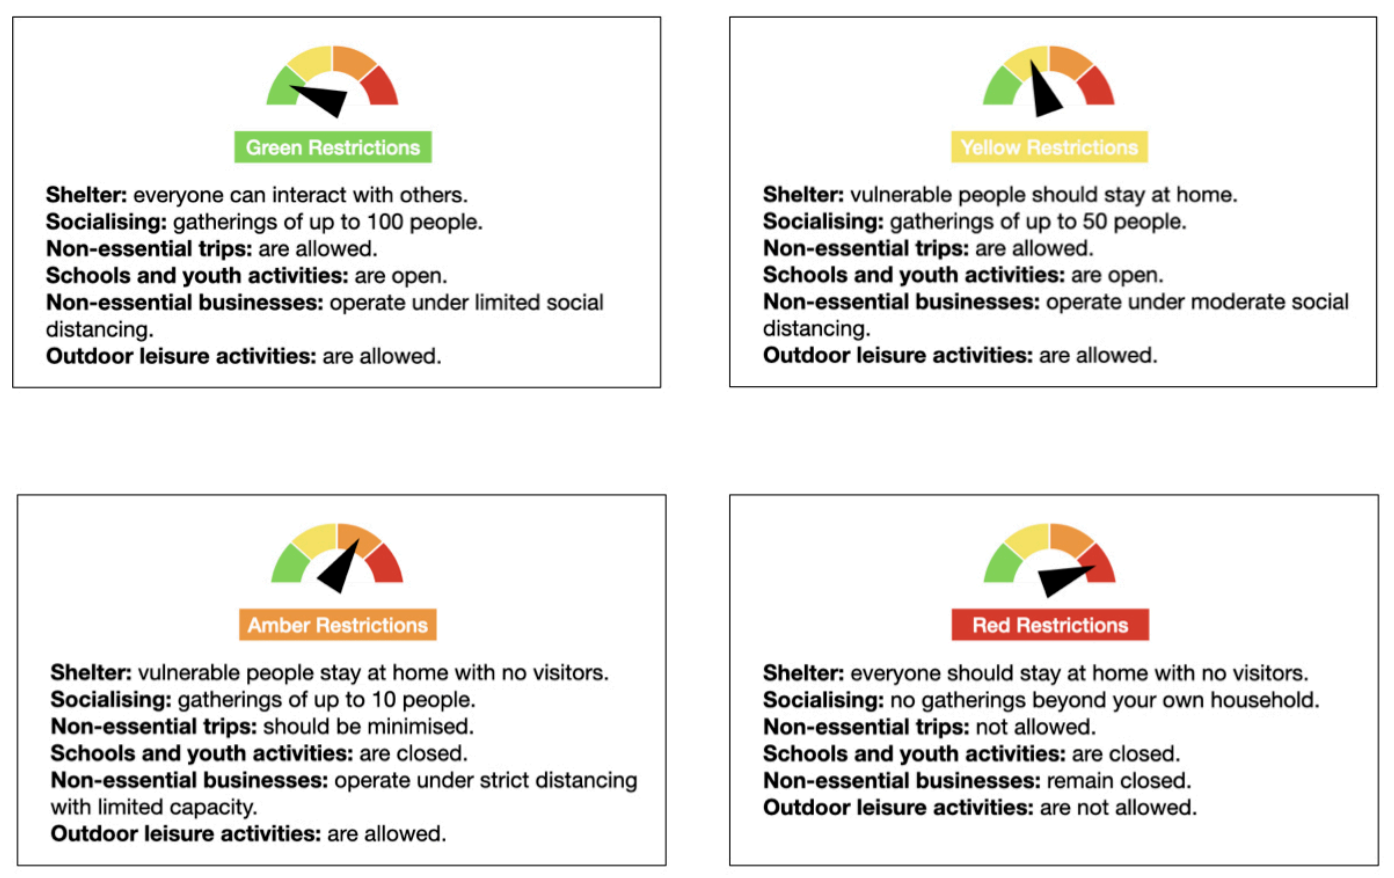 Green Restrictions
Shelter: everyone can interact with others.
Socialising: gatherings of up to 100 people.
Non-essential trips: are allowed.
Schools and youth activities: are open.
Non-essential businesses: operate under limited social
distancing.
Outdoor leisure activities: are allowed.
Yellow Restrictions
Shelter: vulnerable people should stay at home.
Socialising: gatherings of up to 50 people.
Non-essential trips: are allowed.
Schools and youth activities: are open.
Non-essential businesses: operate under moderate social
distancing.
Outdoor leisure activities: are allowed.
Amber Restrictions
Shelter: vulnerable people stay at home with no visitors.
Socialising: gatherings of up to 10 people.
Non-essential trips: should be minimised.
Schools and youth activities: are closed.
Non-essential businesses: operate under strict distancing
with limited capacity.
Outdoor leisure activities: are allowed.
Red Restrictions
Shelter: everyone should stay at home with no visitors.
Socialising: no gatherings beyond your own household.
Non-essential trips: not allowed.
Schools and youth activities: are closed.
Non-essential businesses: remain closed.
Outdoor leisure activities: are not allowed.